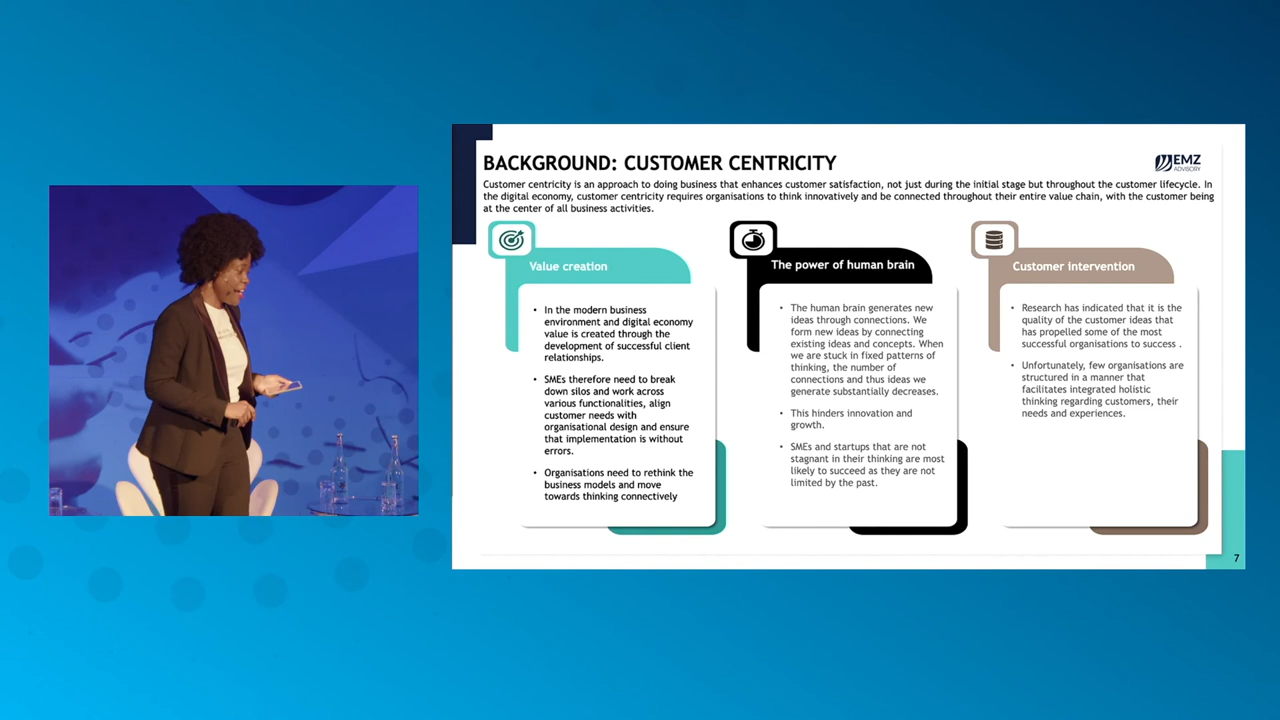 BACKGROUND: CUSTOMER CENTRICITY
EMZ
ADVISORY
Customer centricity is an approach to doing business that enhances customer satisfaction, not just during the initial stage but throughout the customer lifecycle. In
the digital economy, customer centricity requires organisations to think innovatively and be connected throughout their entire value chain, with the customer being
at the center of all business activities.
Value creation
• In the modern business
environment and digital economy
value is created through the
development of successful client
relationships.
• SMEs therefore need to break
down silos and work across
various functionalities, align
customer needs with
organisational design and ensure
that implementation is without
errors.
• Organisations need to rethink the
business models and move
towards thinking connectively
The power of human brain
• The human brain generates new
ideas through connections. We
form new ideas by connecting
existing ideas and concepts. When
we are stuck in fixed patterns of
thinking, the number of
connections and thus ideas we
generate substantially decreases.
• This hinders innovation and
growth.
• SMEs and startups that are not
stagnant in their thinking are most
likely to succeed as they are not
limited by the past.
Customer intervention
• Research has indicated that it is the
quality of the customer ideas that
has propelled some of the most
successful organisations to success .
• Unfortunately, few organisations are
structured in a manner that
facilitates integrated holistic
thinking regarding customers, their
needs and experiences.
7